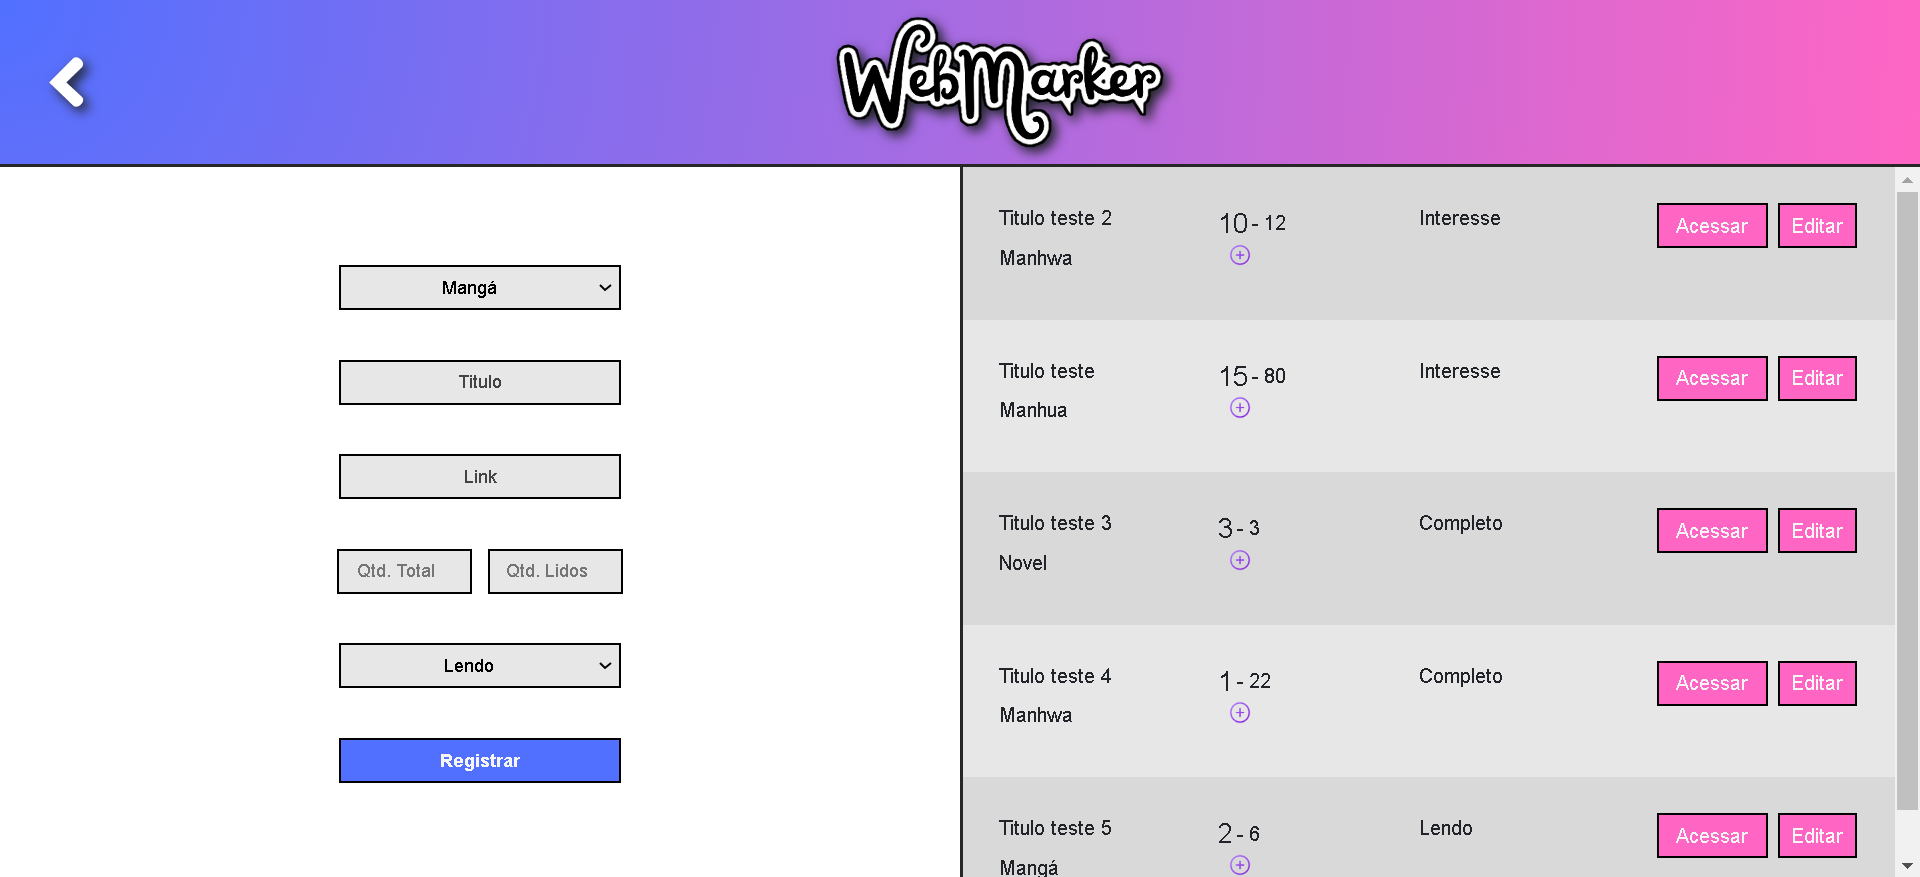 WebMarker
Mangá
Titulo
Link
Qtd. Total Qtd. Lidos
Lendo
Registrar
Titulo teste 2 10 - 12 Interesse Acessar Editar
Manhwa
Titulo teste 15 - 80 Interesse Acessar Editar
Manhua
Titulo teste 3 3 - 3 Completo Acessar Editar
Novel
Titulo teste 4 1 - 22 Completo Acessar Editar
Manhwa
Titulo teste 5 2 - 6 Lendo Acessar Editar
Mangá